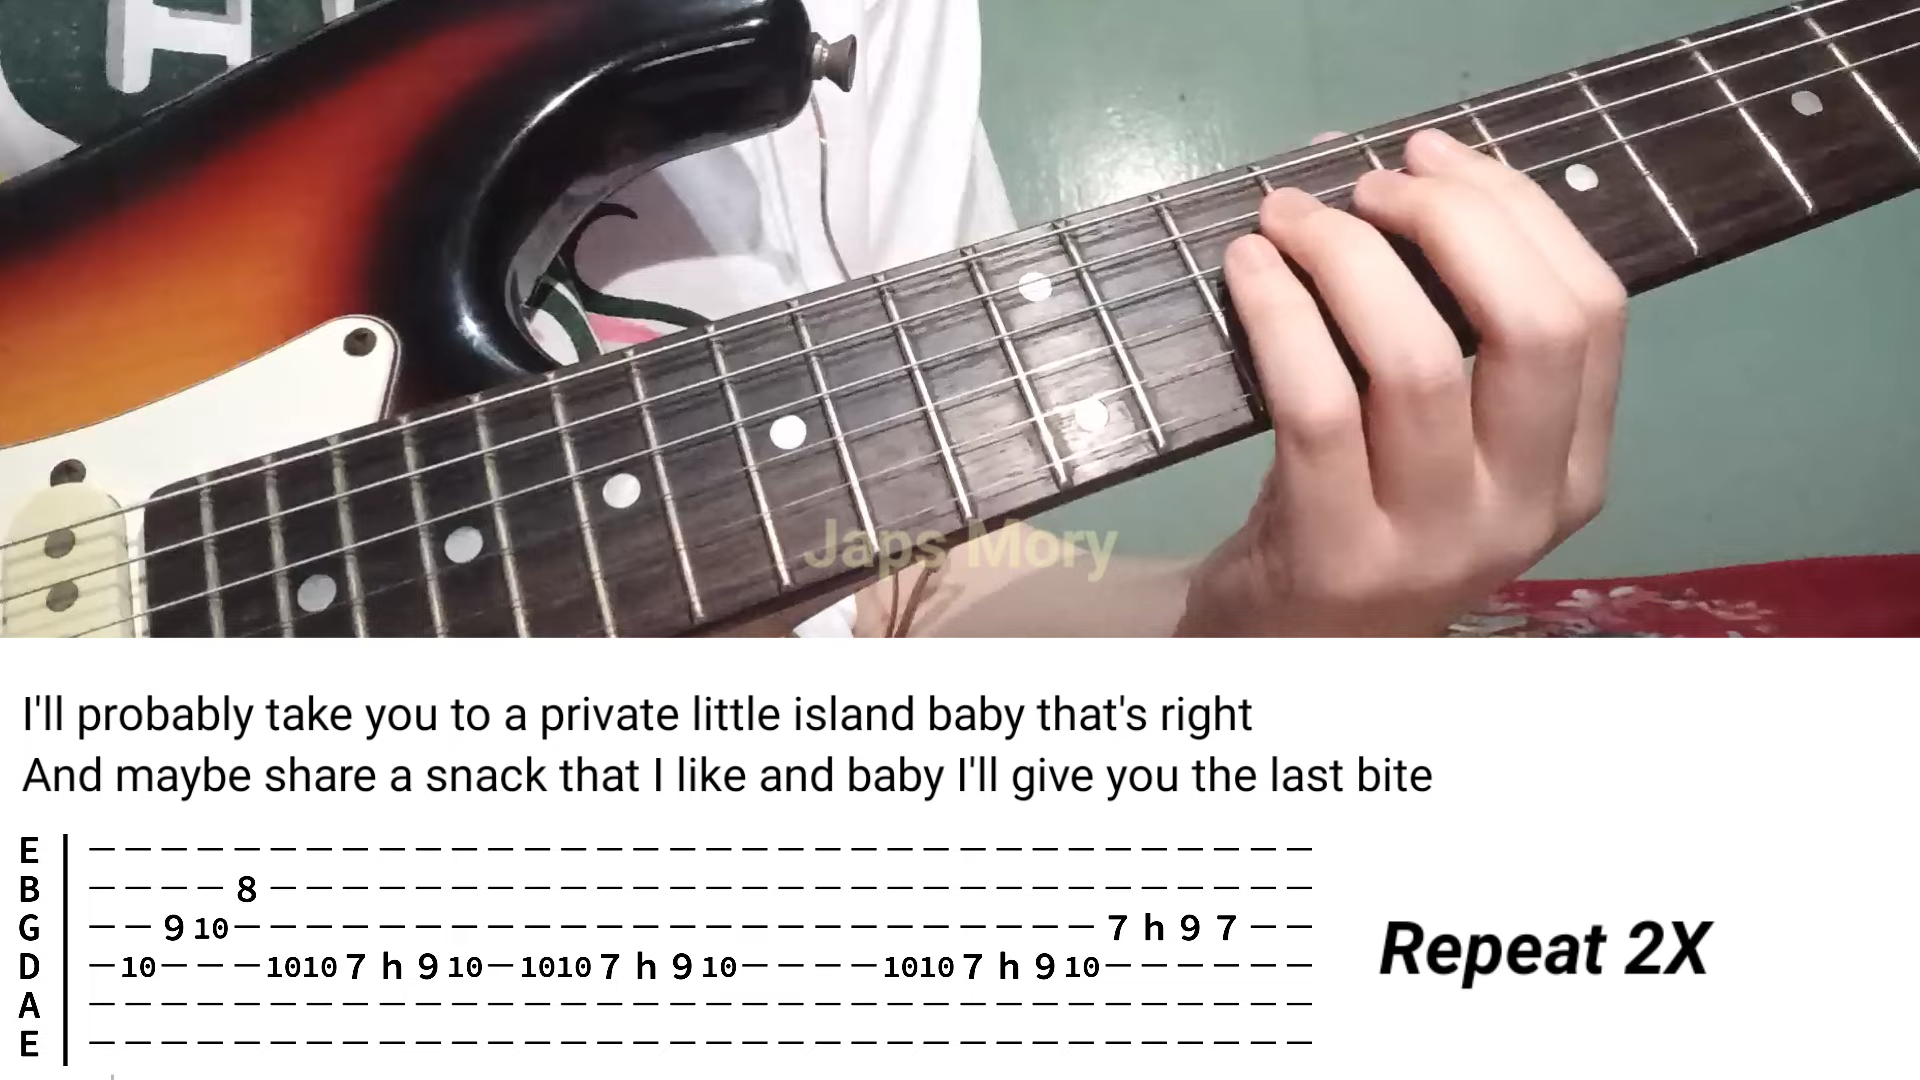 H
Japs Mory
I'll probably take you to a private little island baby that's right
And maybe share a snack that I like and baby I'll give you the last bite
E | – – – – – – – – – – – – – – – – – – – – – – – – – – – – – – – – – –
B | – – – – 8 – – – – – – – – – – – – – – – – – – – – – – – – – – – – –
G | – – 9 10 – – – – – – – – – – – – – – – – – – – – – – – – 7 h 9 7 – –
D | – 10 – – – 10 10 7 h 9 10 – 10 10 7 h 9 10 – – – – 10 10 7 h 9 10 – – – – – –
A | – – – – – – – – – – – – – – – – – – – – – – – – – – – – – – – – – –
E | – – – – – – – – – – – – – – – – – – – – – – – – – – – – – – – – – –
Repeat 2X